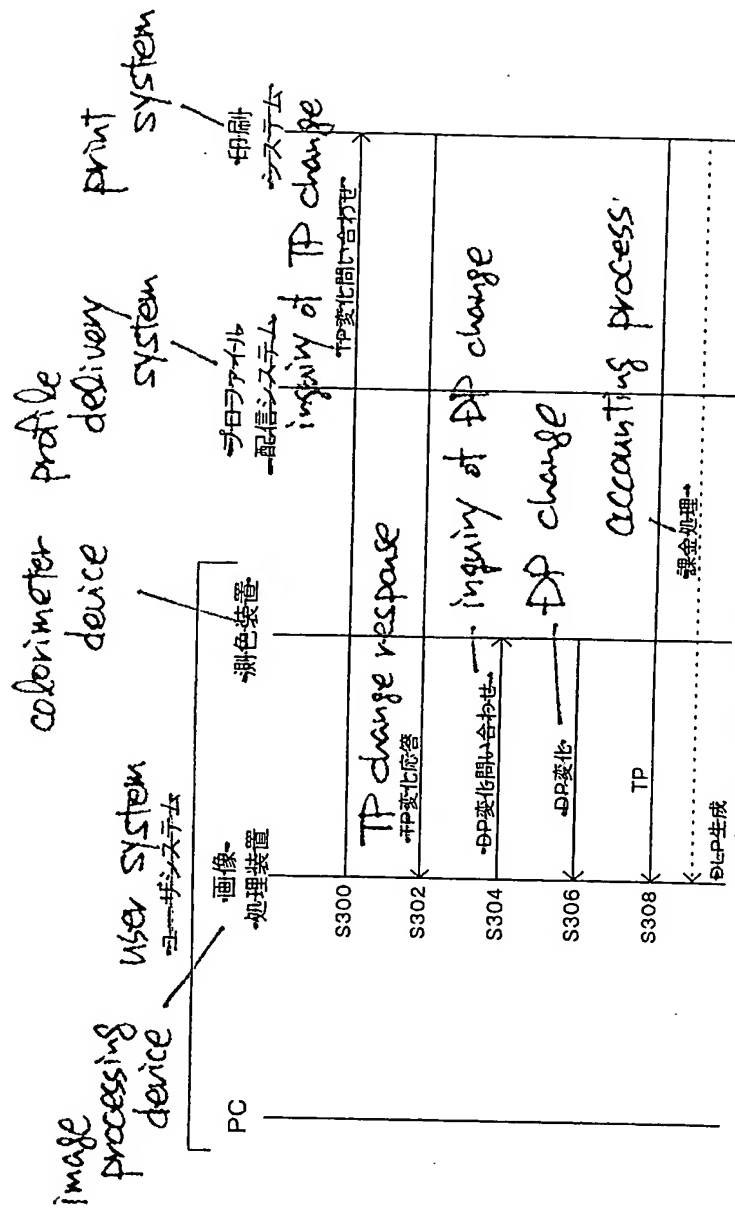 print
system
印刷
システム
profile
delivery
system
プロファイル
配信システム
colorimeter
device
測色装置
user system
ユーザシステム
image
processing
device
画像
処理装置
PC
inquiry of TP change
TP変化問い合わせ
S300
TP change response
TP変化応答
S302
inquiry of DP change
DP変化問い合わせ
S304
DP change
DP変化
S306
accounting process
課金処理
TP
S308
DLP生成